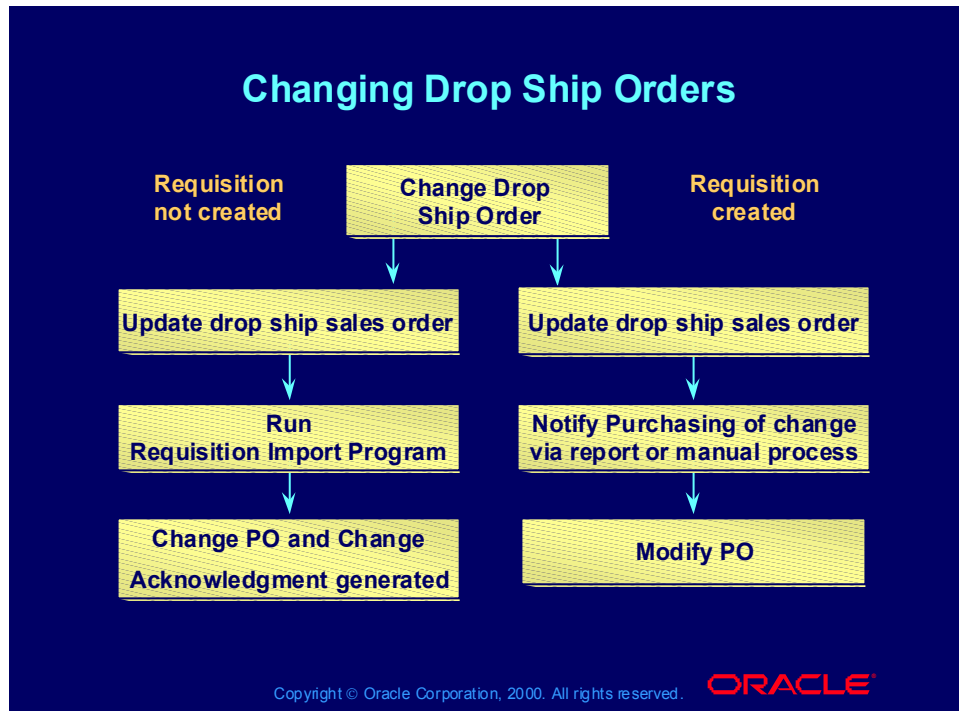 Changing Drop Ship Orders
Requisition
not created
Change Drop
Ship Order
Requisition
created
Update drop ship sales order
Update drop ship sales order
Run
Requisition Import Program
Notify Purchasing of change
via report or manual process
Change PO and Change
Acknowledgment generated
Modify PO
Copyright © Oracle Corporation, 2000. All rights reserved.
ORACLE®